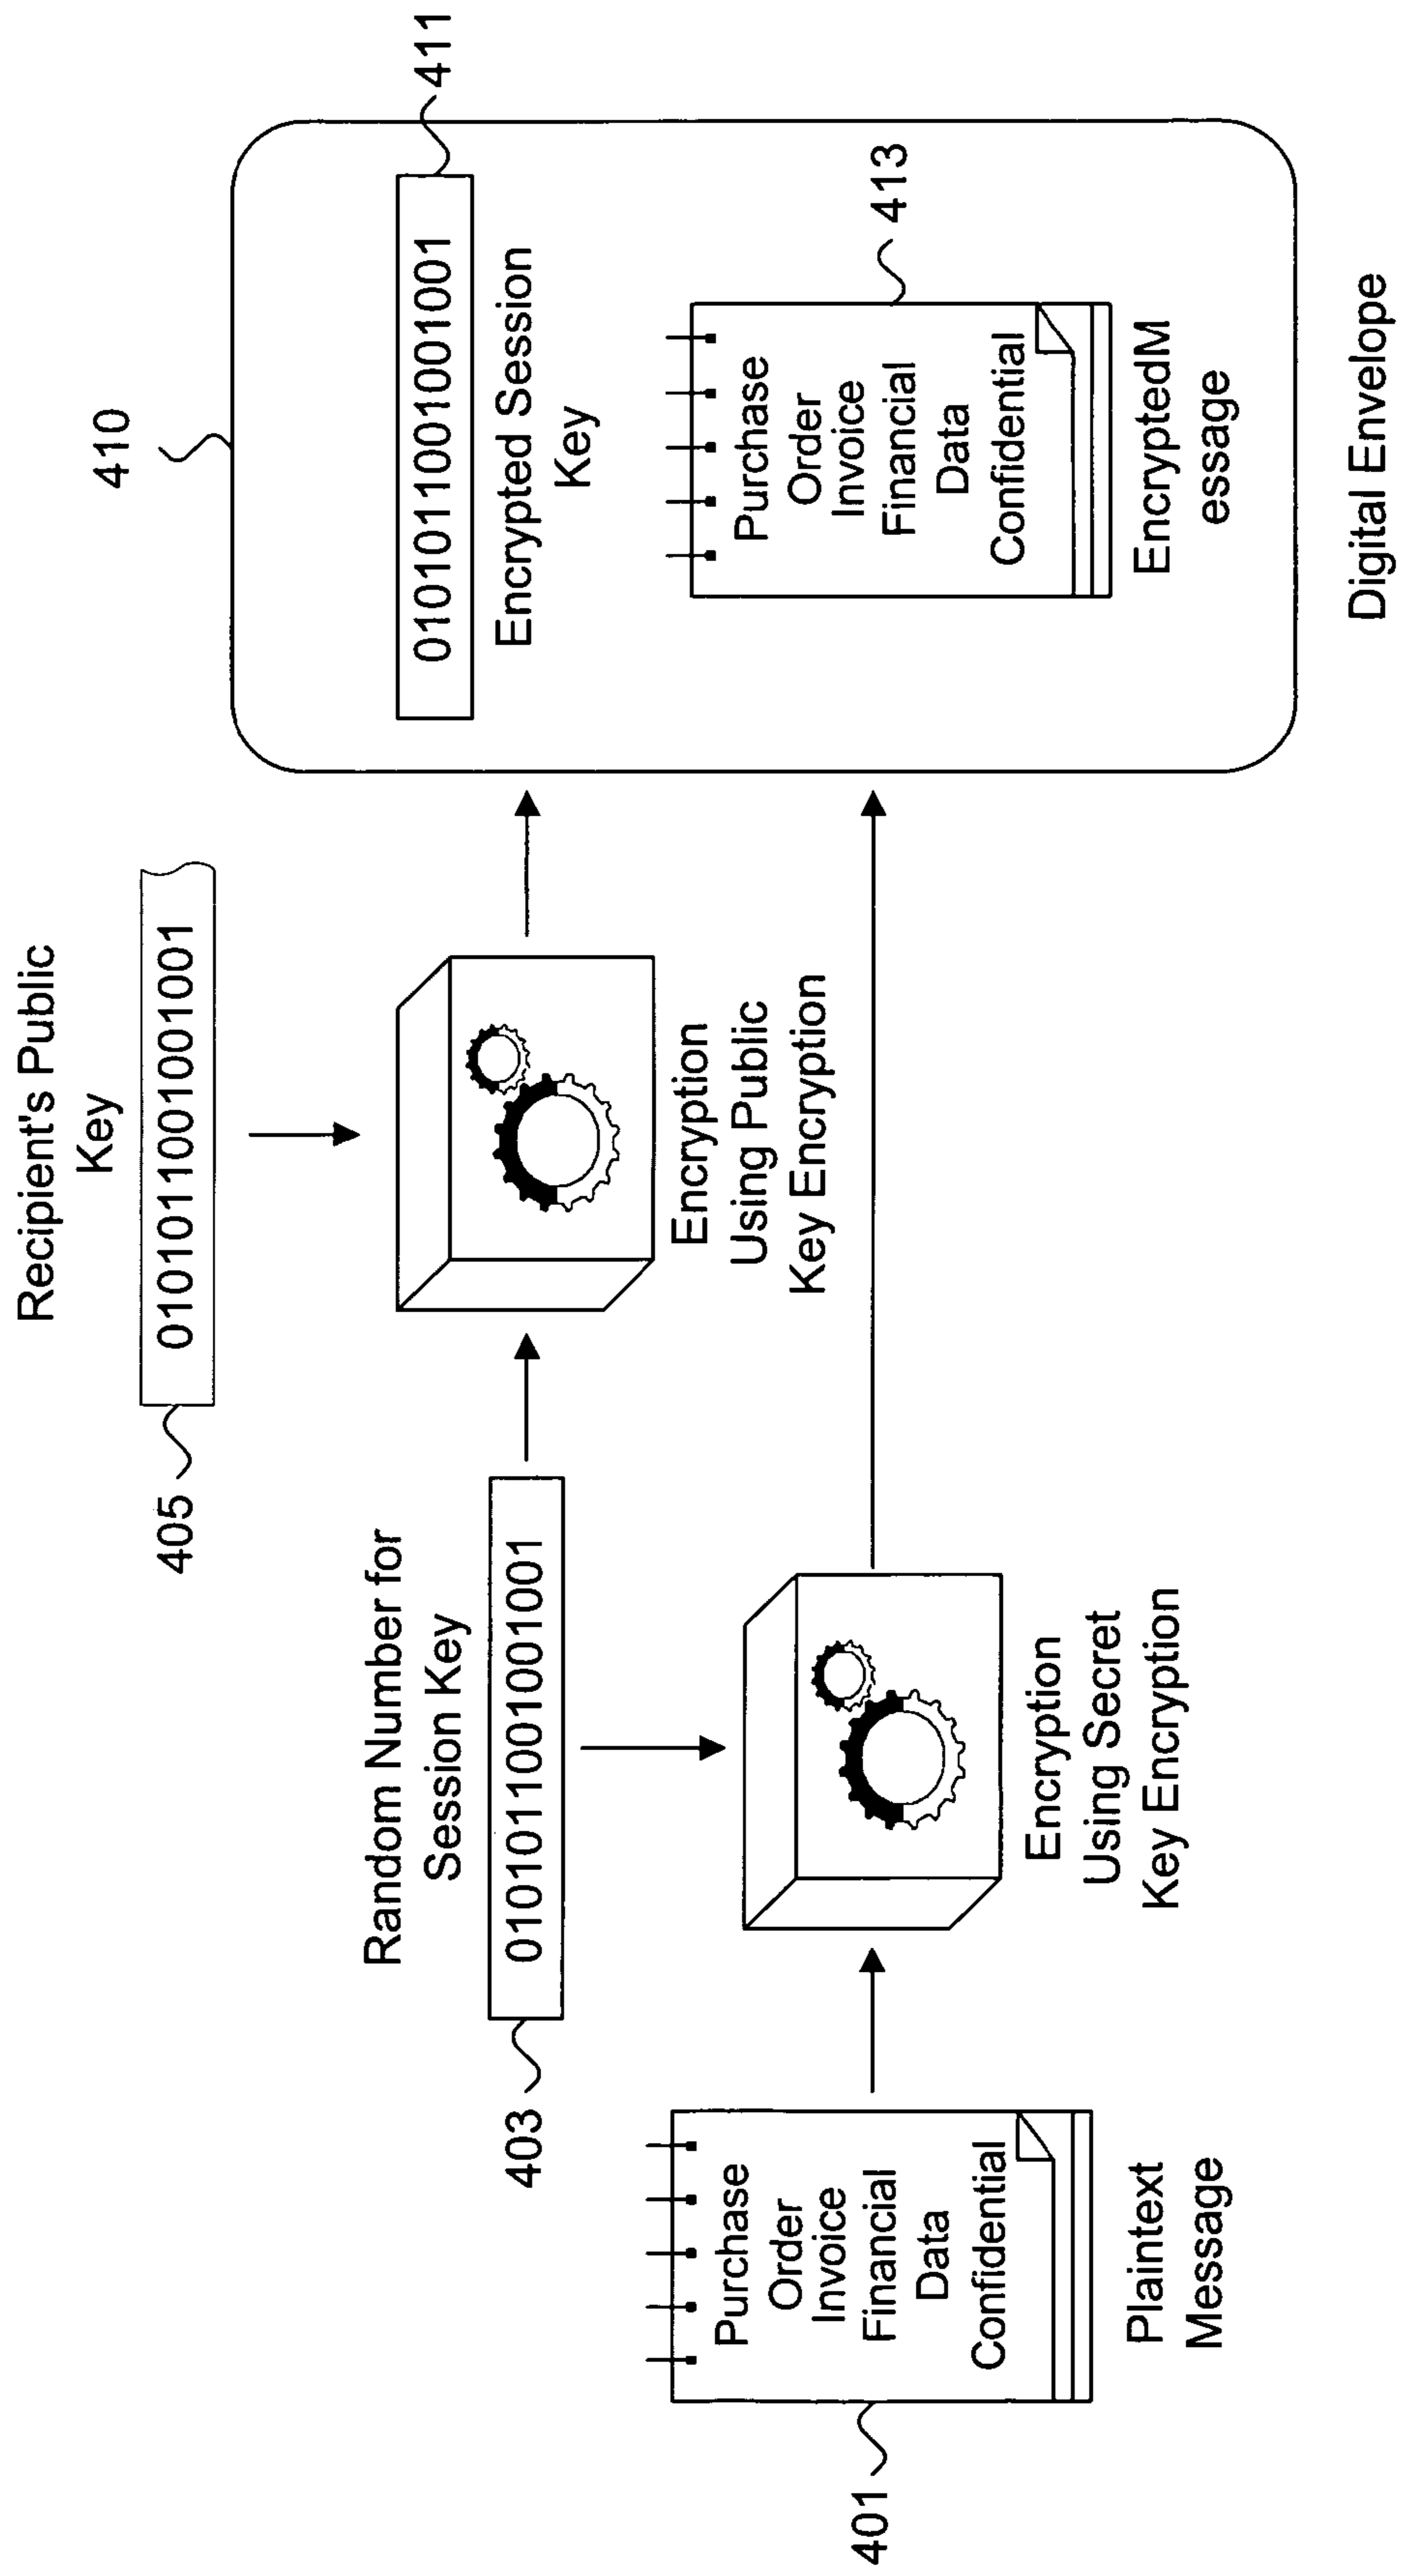 Recipient's Public
Key
405
010101100100100​1
Random Number for
Session Key
403
0101011001001001
401
Purchase
Order
Invoice
Financial
Data
Confidential
Plaintext
Message
Encryption
Using Secret
Key Encryption
Encryption
Using Public
Key Encryption
410
411
0101011001001001
Encrypted Session
Key
413
Purchase
Order
Invoice
Financial
Data
Confidential
EncryptedM
essage
Digital Envelope